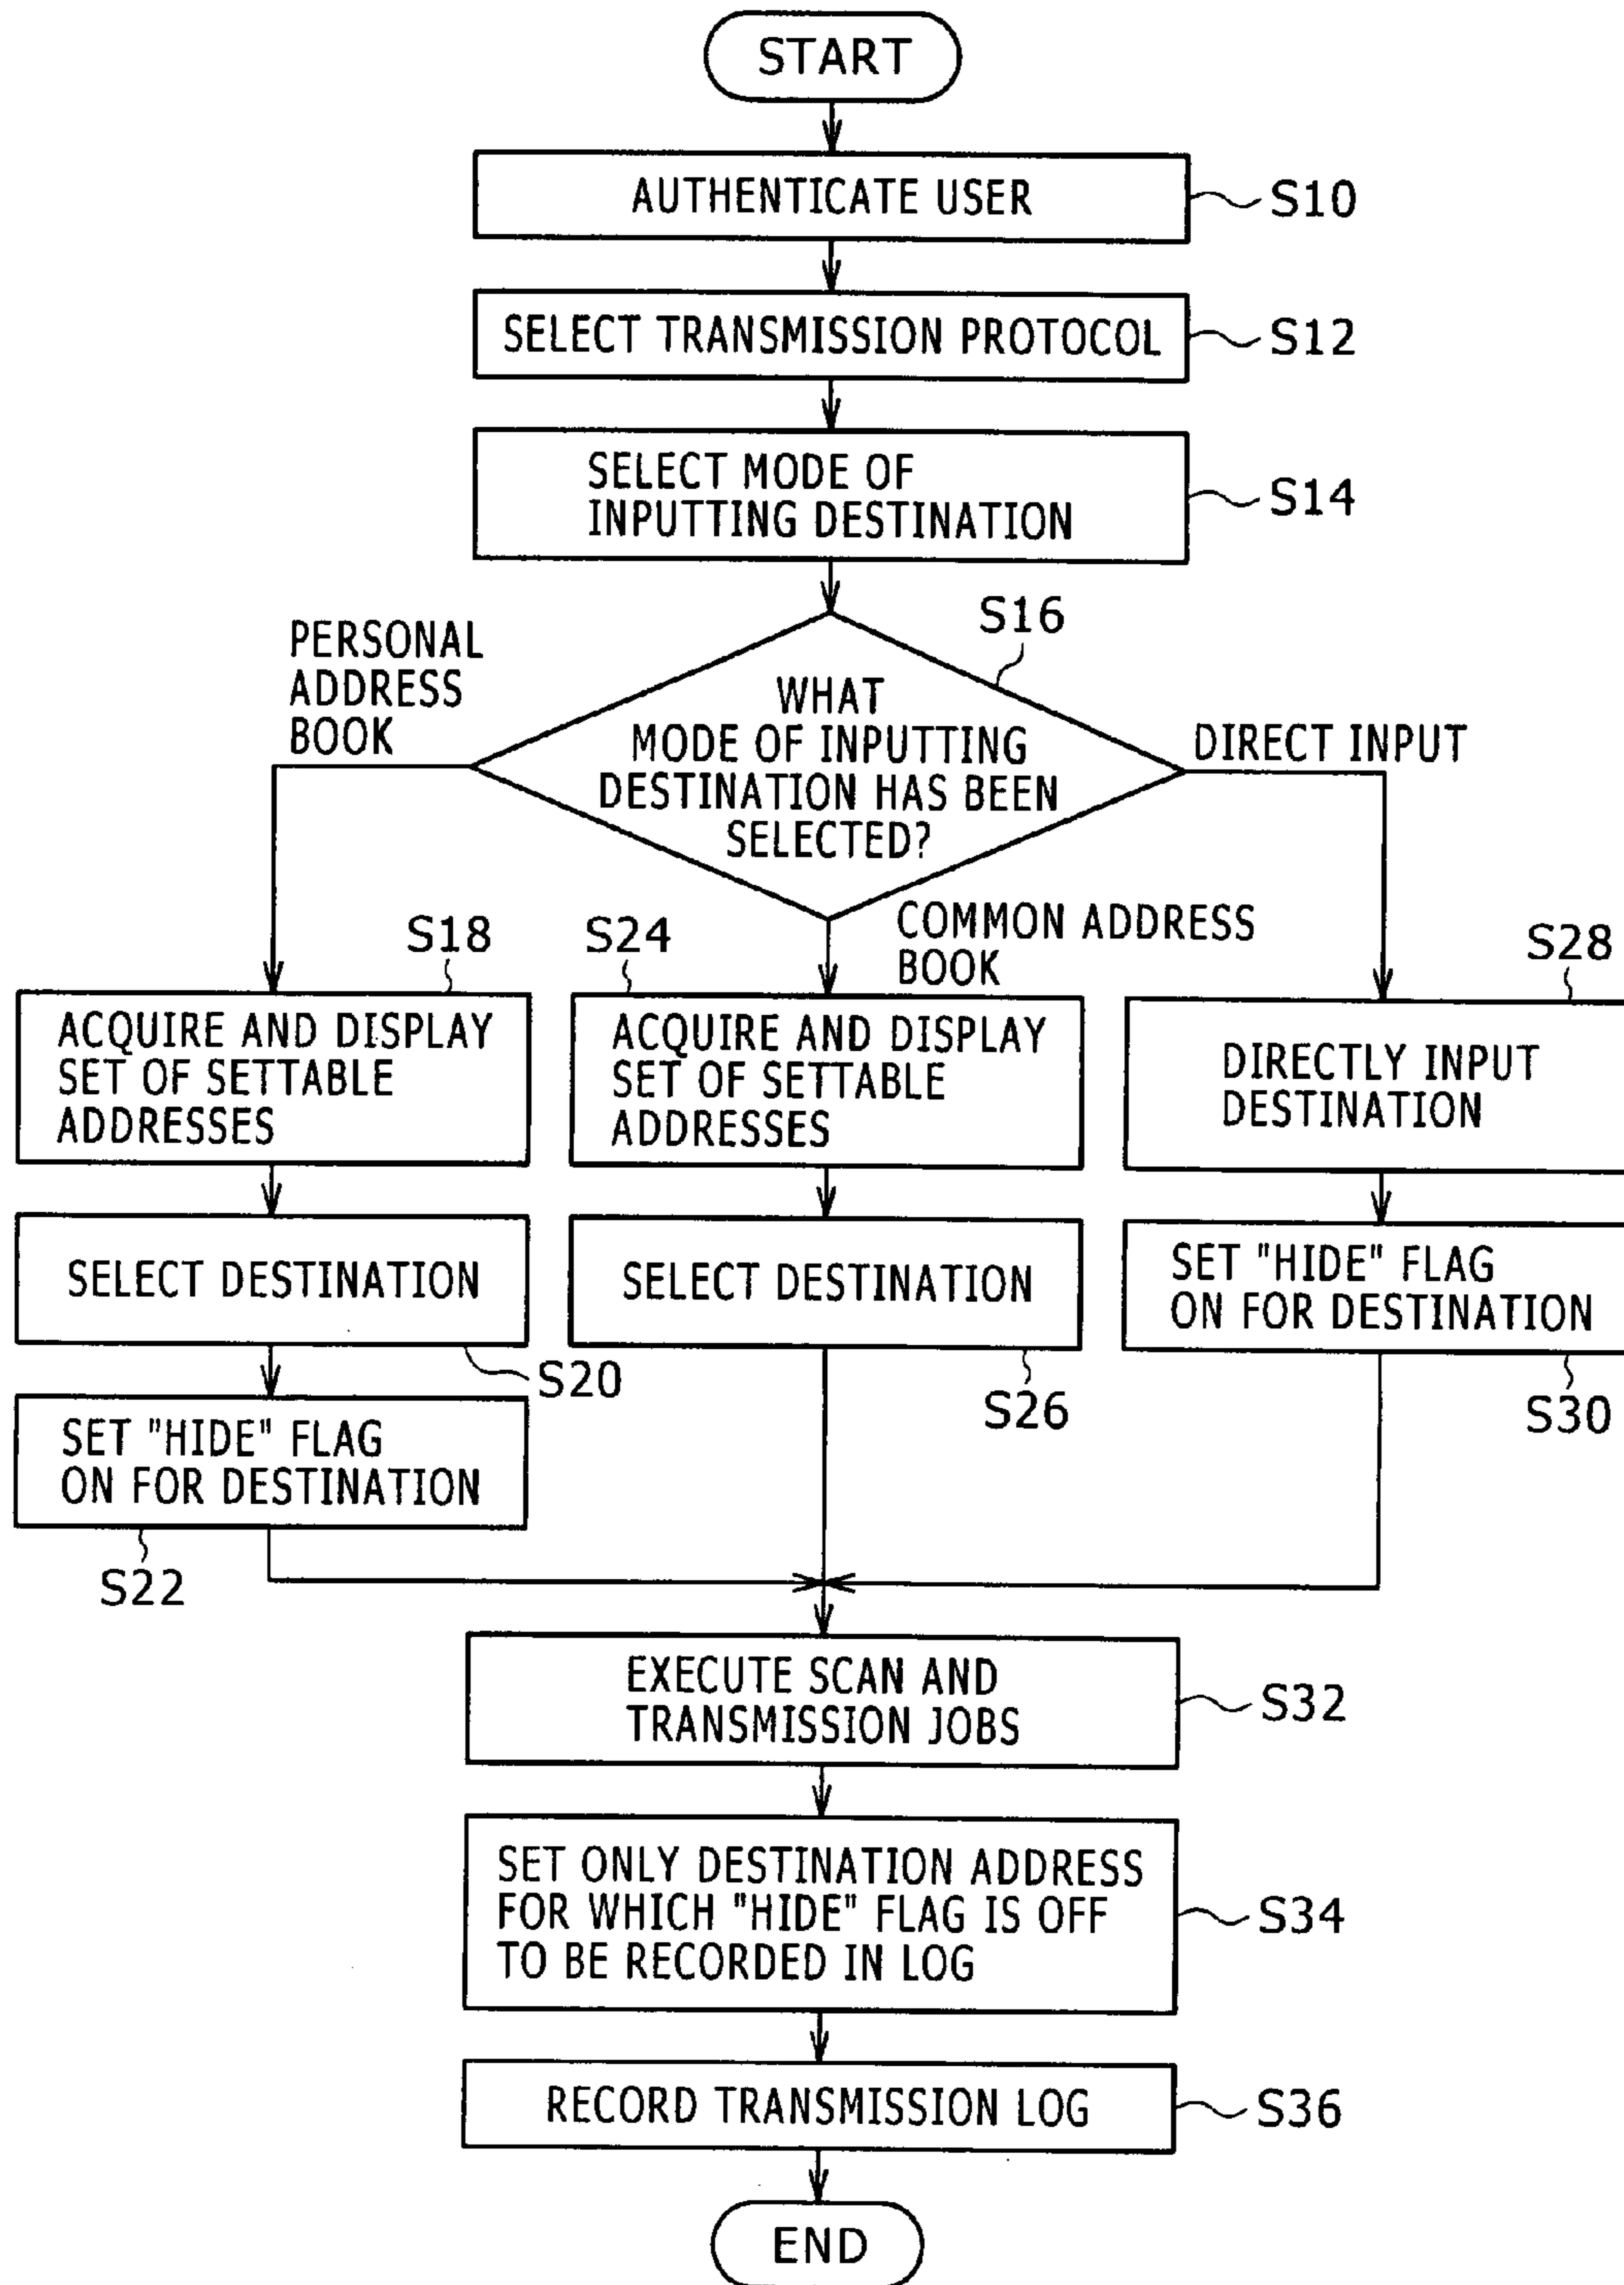 START
AUTHENTICATE USER
S10
SELECT TRANSMISSION PROTOCOL
S12
SELECT MODE OF
INPUTTING DESTINATION
S14
S16
PERSONAL
ADDRESS
BOOK
WHAT
MODE OF INPUTTING
DESTINATION HAS BEEN
SELECTED?
DIRECT INPUT
COMMON ADDRESS
BOOK
S18
ACQUIRE AND DISPLAY
SET OF SETTABLE
ADDRESSES
S24
ACQUIRE AND DISPLAY
SET OF SETTABLE
ADDRESSES
S28
DIRECTLY INPUT
DESTINATION
SELECT DESTINATION
S20
SELECT DESTINATION
S26
SET "HIDE" FLAG
ON FOR DESTINATION
S30
SET "HIDE" FLAG
ON FOR DESTINATION
S22
EXECUTE SCAN AND
TRANSMISSION JOBS
S32
SET ONLY DESTINATION ADDRESS
FOR WHICH "HIDE" FLAG IS OFF
TO BE RECORDED IN LOG
S34
RECORD TRANSMISSION LOG
S36
END